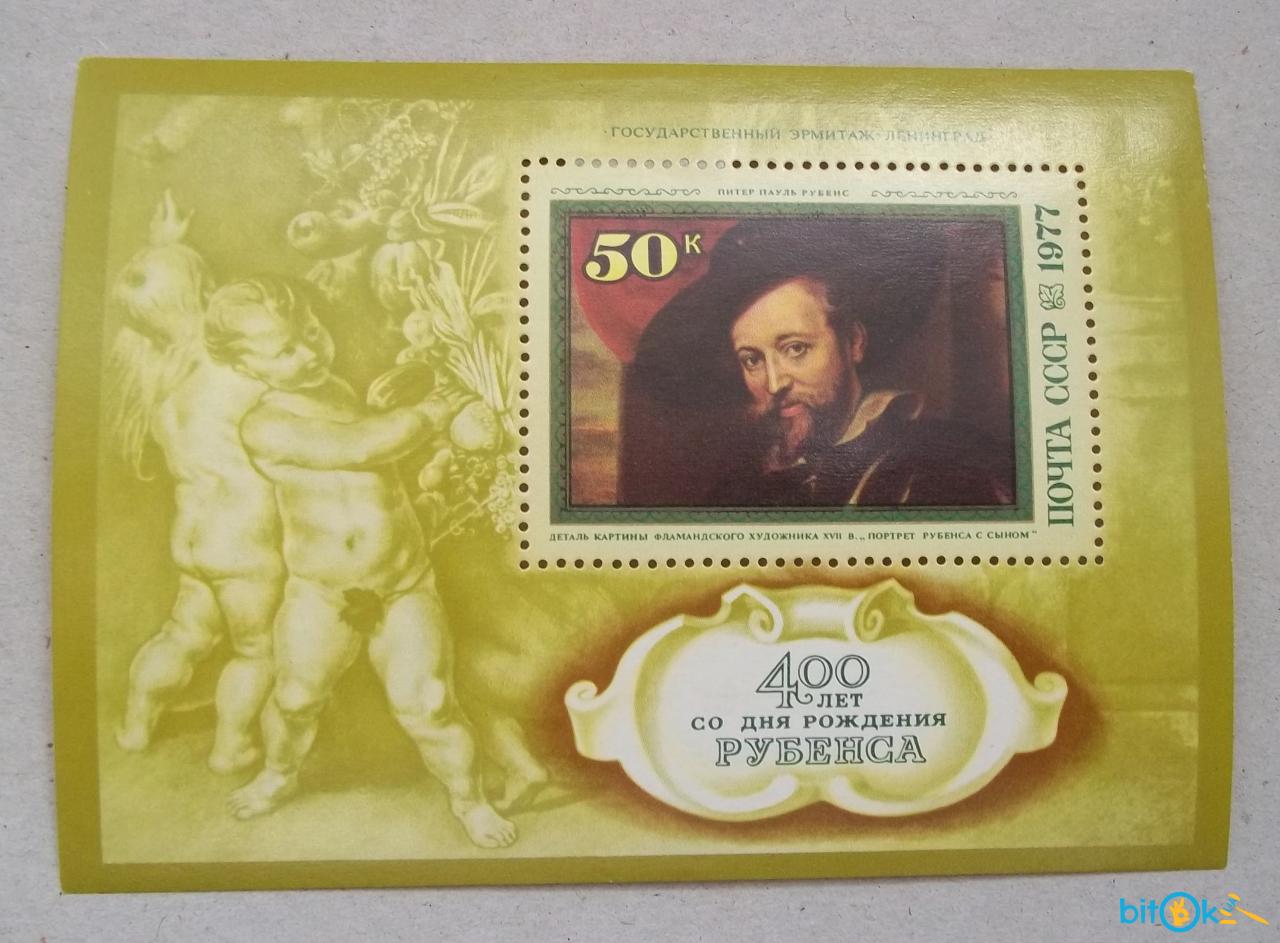 ·ГОСУДАРСТВЕННЫЙ ЭРМИТАЖ·ЛЕНИНГРАД·
ПИТЕР ПАУЛЬ РУБЕНС
50 К
ПОЧТА СССР 1977
ДЕТАЛЬ КАРТИНЫ ФЛАМАНДСКОГО ХУДОЖНИКА XVII В. „ПОРТРЕТ РУБЕНСА С СЫНОМ“
400
ЛЕТ
СО ДНЯ РОЖДЕНИЯ
РУБЕНСА
bitOk